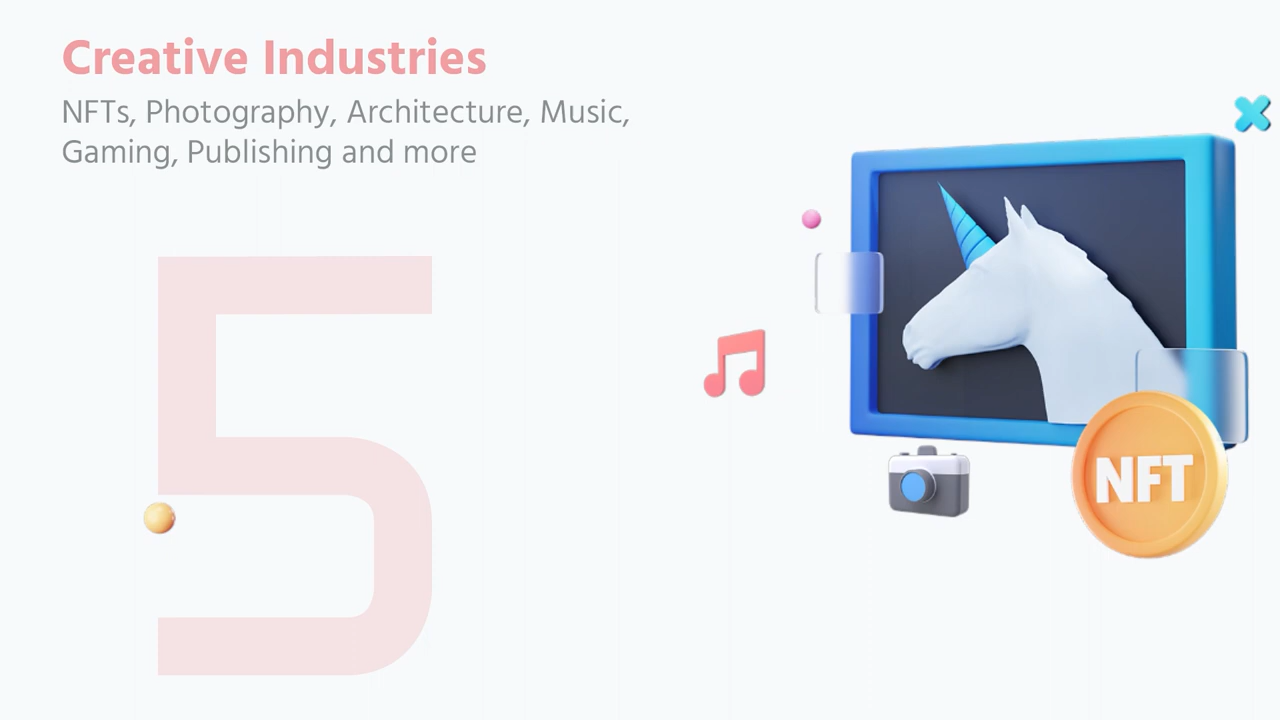 Creative Industries
NFTs, Photography, Architecture, Music,
Gaming, Publishing and more
5
NFT